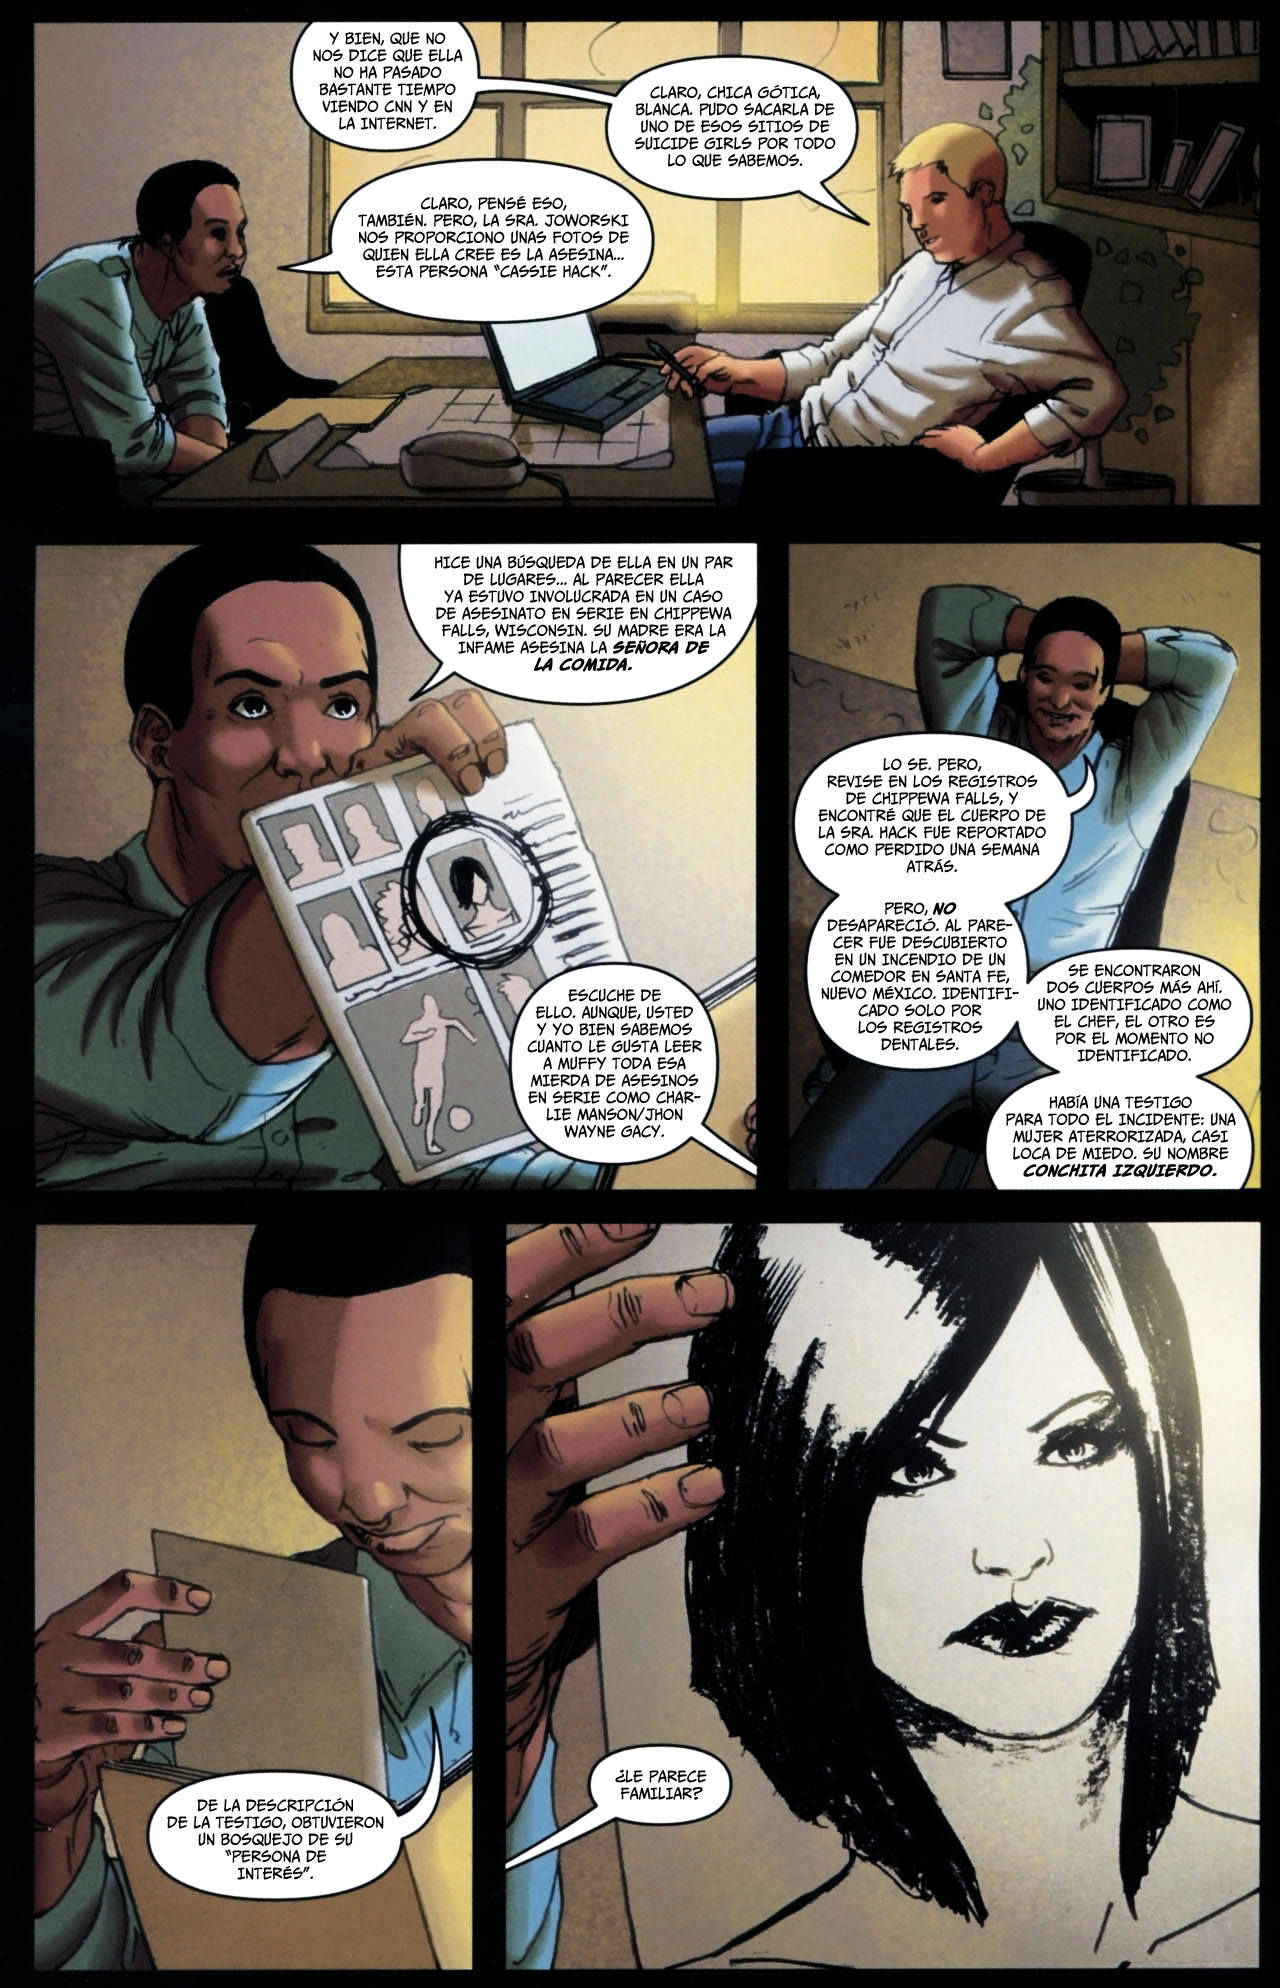 Y BIEN, QUE NO
NOS DICE QUE ELLA
NO HA PASADO
BASTANTE TIEMPO
VIENDO CNN Y EN
LA INTERNET.
CLARO, CHICA GÓTICA,
BLANCA. PUDO SACARLA DE
UNO DE ESOS SITIOS DE
SUICIDE GIRLS POR TODO
LO QUE SABEMOS.
CLARO, PENSÉ ESO,
TAMBIÉN. PERO, LA SRA. JOWORSKI
NOS PROPORCIONO UNAS FOTOS DE
QUIEN ELLA CREE ES LA ASESINA...
ESTA PERSONA "CASSIE HACK".
HICE UNA BÚSQUEDA DE ELLA EN UN PAR
DE LUGARES... AL PARECER ELLA
YA ESTUVO INVOLUCRADA EN UN CASO
DE ASESINATO EN SERIE EN CHIPPEWA
FALLS, WISCONSIN. SU MADRE ERA LA
INFAME ASESINA LA SEÑORA DE
LA COMIDA.
ESCUCHE DE
ELLO. AUNQUE, USTED
Y YO BIEN SABEMOS
CUANTO LE GUSTA LEER
A MUFFY TODA ESA
MIERDA DE ASESINOS
EN SERIE COMO CHAR-
LIE MANSON/JHON
WAYNE GACY.
LO SE. PERO,
REVISE EN LOS REGISTROS
DE CHIPPEWA FALLS, Y
ENCONTRÉ QUE EL CUERPO DE
LA SRA. HACK FUE REPORTADO
COMO PERDIDO UNA SEMANA
ATRÁS.
PERO, NO
DESAPARECIÓ. AL PARE-
CER FUE DESCUBIERTO
EN UN INCENDIO DE UN
COMEDOR EN SANTA FE,
NUEVO MÉXICO. IDENTIFI-
CADO SOLO POR
LOS REGISTROS
DENTALES.
SE ENCONTRARON
DOS CUERPOS MÁS AHÍ.
UNO IDENTIFICADO COMO
EL CHEF, EL OTRO ES
POR EL MOMENTO NO
IDENTIFICADO.
HABÍA UNA TESTIGO
PARA TODO EL INCIDENTE: UNA
MUJER ATERRORIZADA, CASI
LOCA DE MIEDO. SU NOMBRE
CONCHITA IZQUIERDO.
DE LA DESCRIPCIÓN
DE LA TESTIGO, OBTUVIERON
UN BOSQUEJO DE SU
"PERSONA DE
INTERÉS".
¿LE PARECE
FAMILIAR?